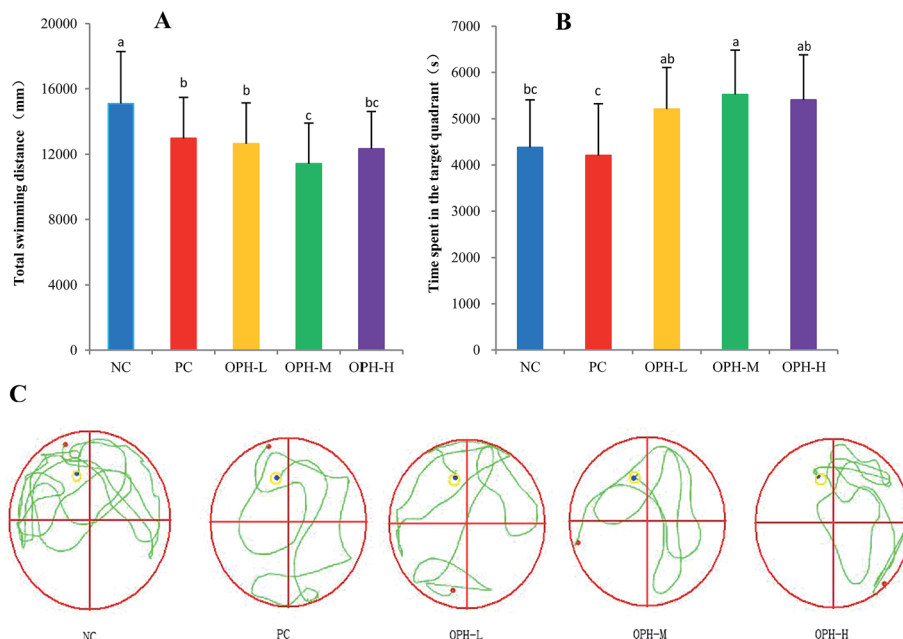 A
B
Total swimming distance （mm）
20000
16000
12000
8000
4000
0
a
b
b
c
bc
NC
PC
OPH-L
OPH-M
OPH-H
Time spent in the target quadrant（s）
7000
6000
5000
4000
3000
2000
1000
0
bc
c
ab
a
ab
NC
PC
OPH-L
OPH-M
OPH-H
C
NC
PC
OPH-L
OPH-M
OPH-H